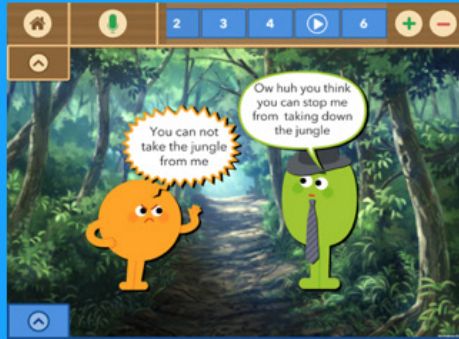 2 3 4 6
You can not
take the jungle
from me
Ow huh you think
you can stop me
from taking down
the jungle